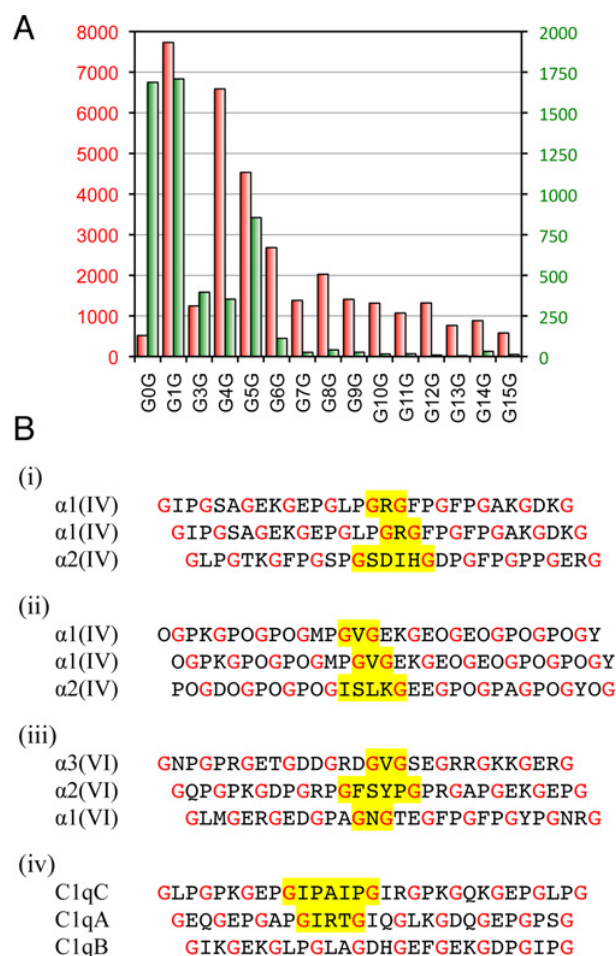 A
8000 2000
7000 1750
6000 1500
5000 1250
4000 1000
3000 750
2000 500
1000 250
0 0
G0G G1G G3G G4G G5G G6G G7G G8G G9G G10G G11G G12G G13G G14G G15G
B
(i)
α1(IV) GIPGSAGEKGEPGLPGRGFPGFPGAKGDKG
α1(IV) GIPGSAGEKGEPGLPGRGFPGFPGAKGDKG
α2(IV) GLPGTKGFPGSPGSDIHGDPGFPGPPGERG
(ii)
α1(IV) OGPKGPOGPOGMPGVGEKGEOGEOGPOGPOGY
α1(IV) OGPKGPOGPOGMPGVGEKGEOGEOGPOGPOGY
α2(IV) POGDOGPOGPOGISLKGEEGPOGPAGPOGYOG
(iii)
α3(VI) GNPGPRGETGDDGRDGVGSEGRRGKKGERG
α2(VI) GQPGPKGDPGRPGFSYPGPRGAPGEKGEPG
α1(VI) GLMGERGEDGPAGNGTEGFPGFPGYPGNRG
(iv)
C1qC GLPGPKGEPGIPAIPGIRGPKGQKGEPGLPG
C1qA GEQGEPGAPGIRTGIQGLKGDQGEPGPSG
C1qB GIKGEKGLPGLAGDHGEFGEKGDPGIPG